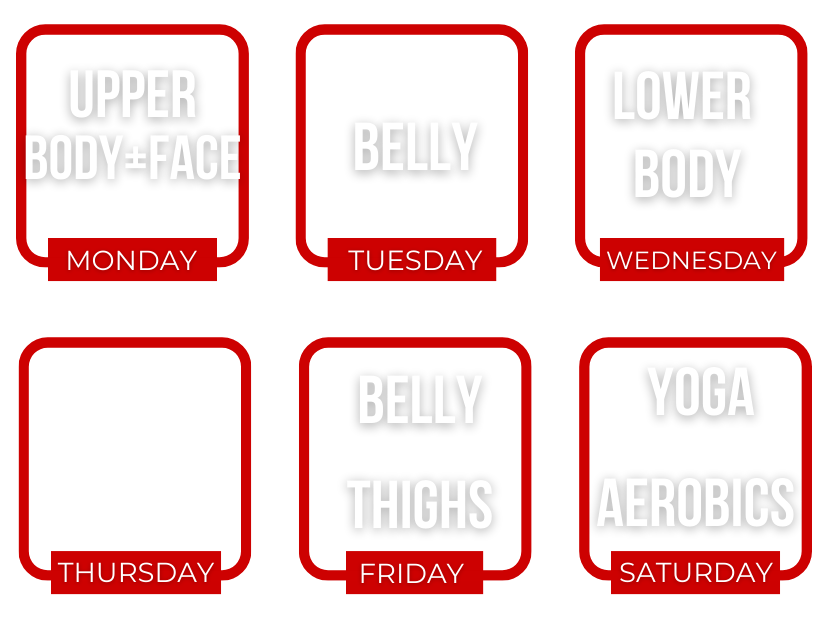 UPPER
BODY+FACE
MONDAY
BELLY
TUESDAY
LOWER
BODY
WEDNESDAY
THURSDAY
BELLY
THIGHS
FRIDAY
YOGA
AEROBICS
SATURDAY